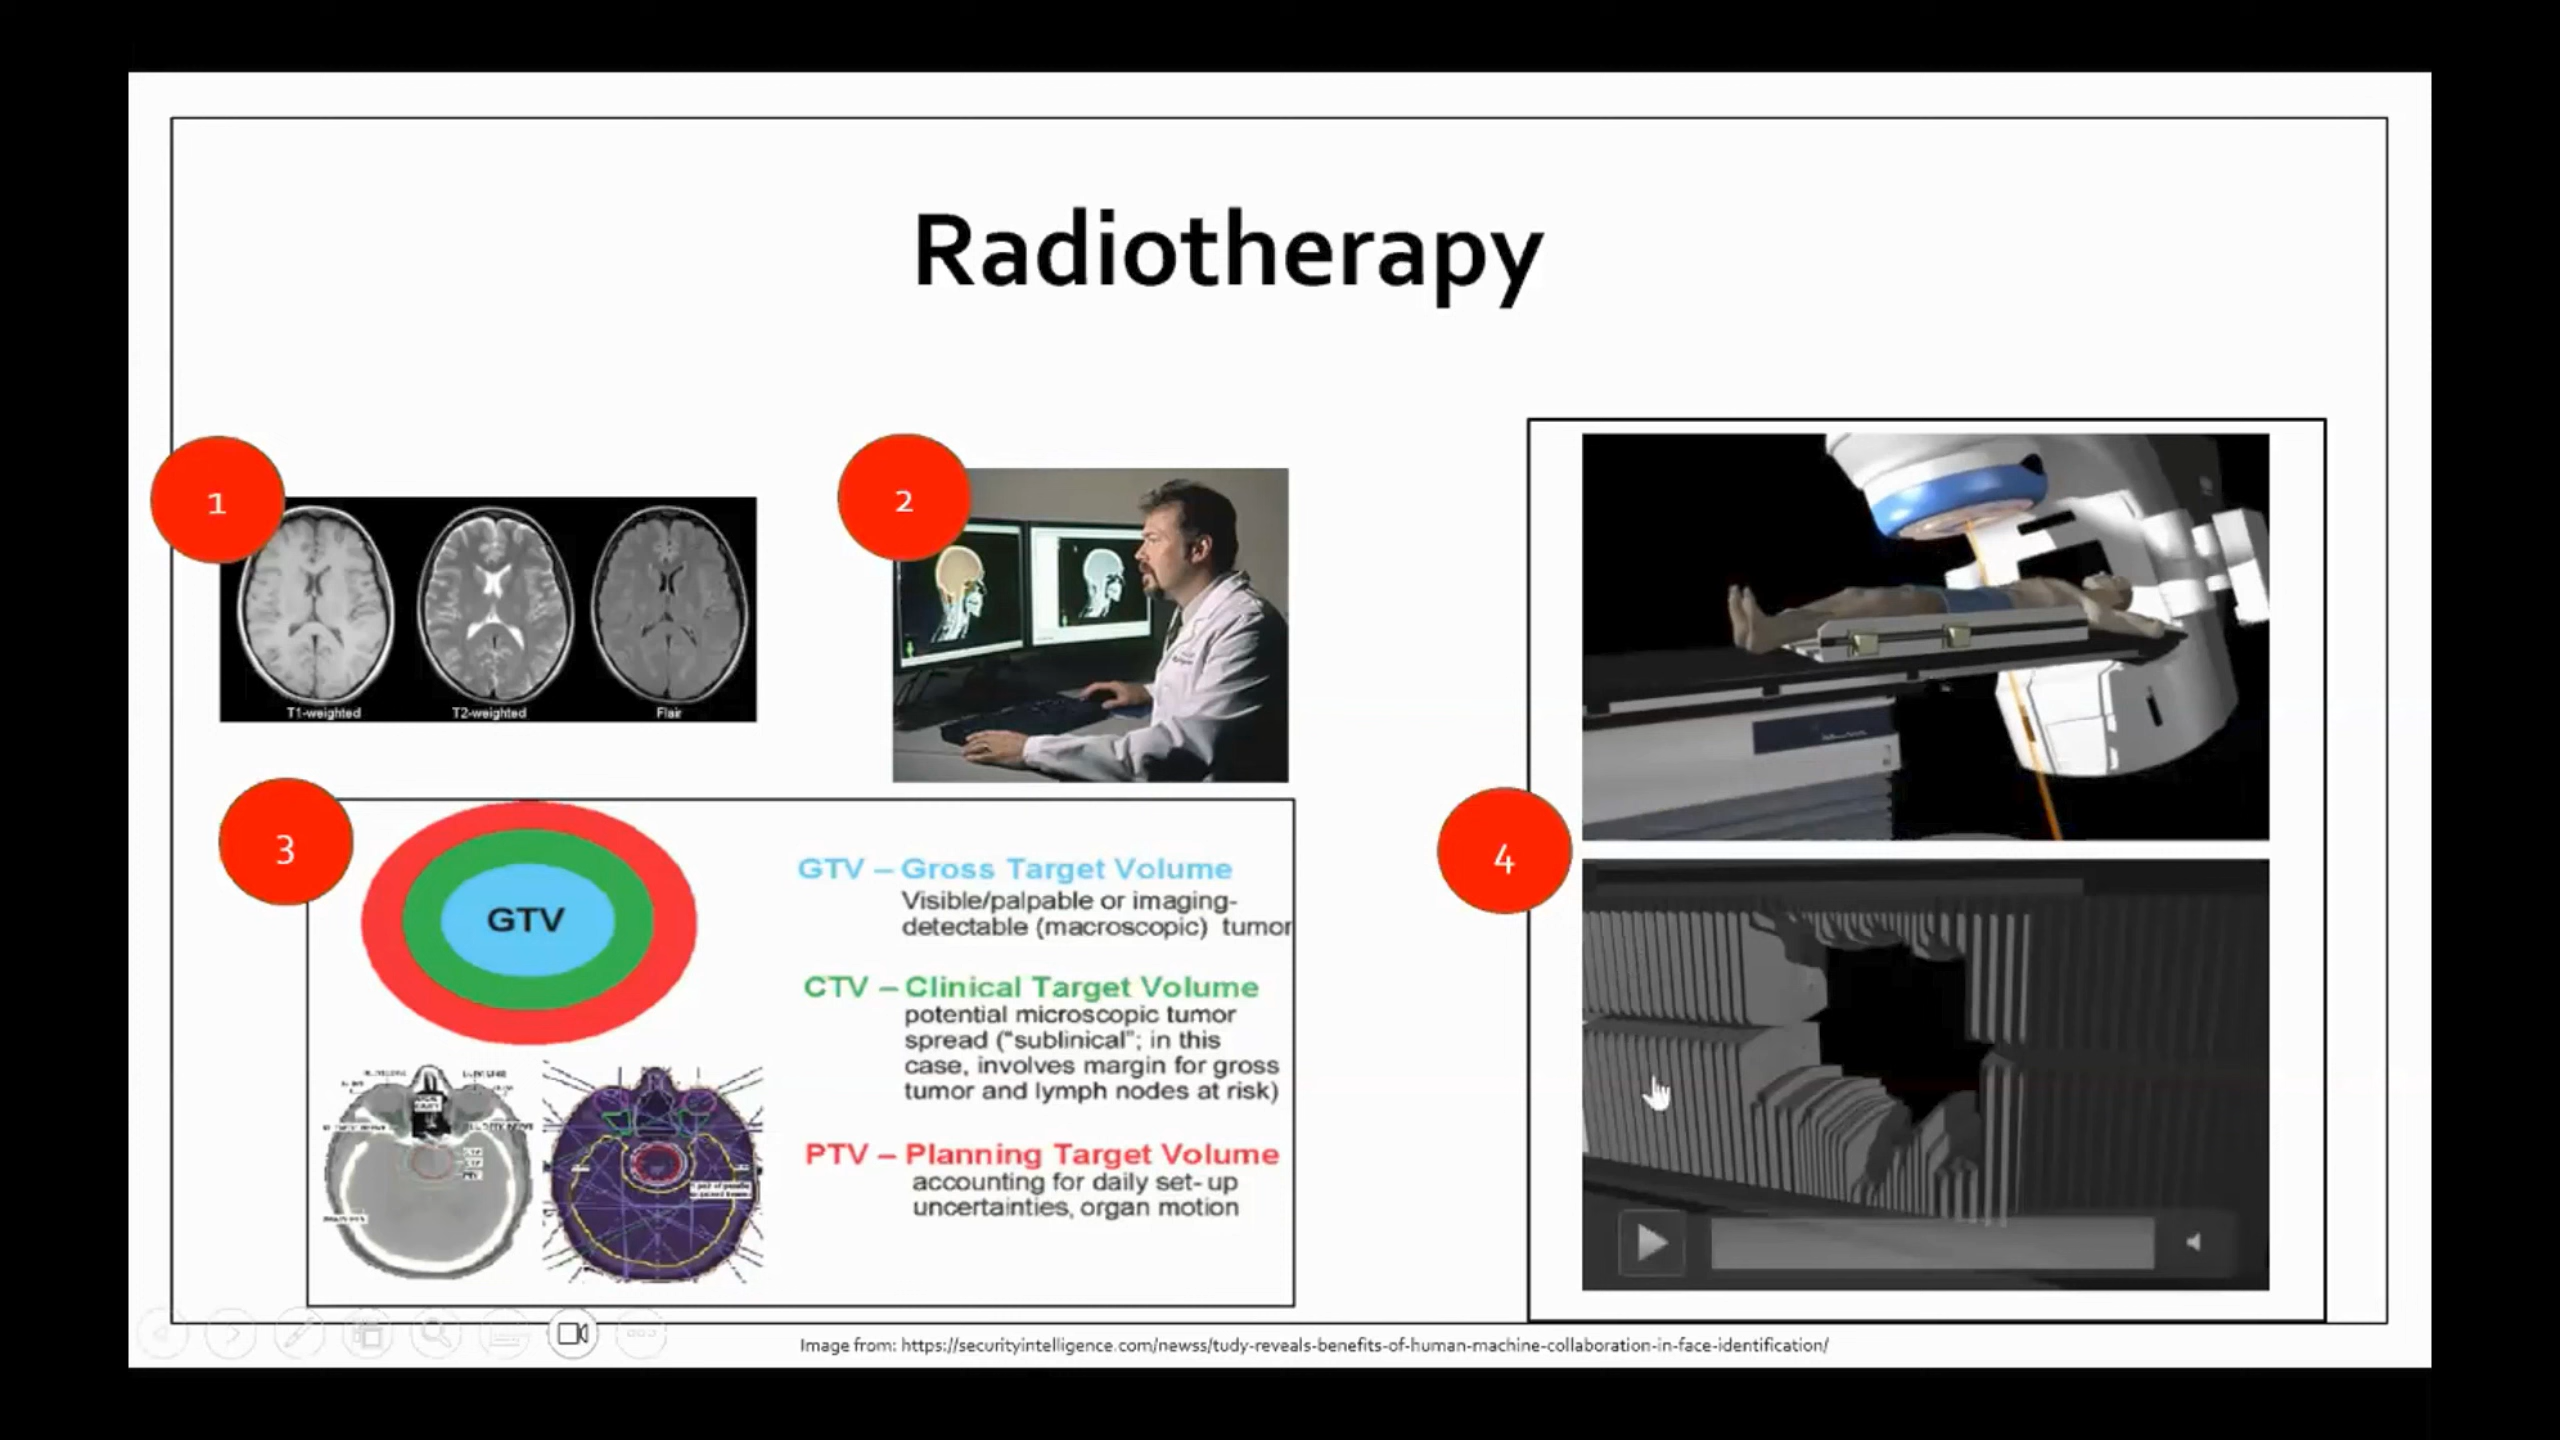 Radiotherapy
1
T1-weighted
T2-weighted
Flair
2
3
GTV
GTV – Gross Target Volume
Visible/palpable or imaging-
detectable (macroscopic) tumor
CTV – Clinical Target Volume
potential microscopic tumor
spread ("sublinical"; in this
case, involves margin for gross
tumor and lymph nodes at risk)
PTV – Planning Target Volume
accounting for daily set-up
uncertainties, organ motion
4
Image from: https://securityintelligence.com/newss/tudy-reveals-benefits-of-human-machine-collaboration-in-face-identification/